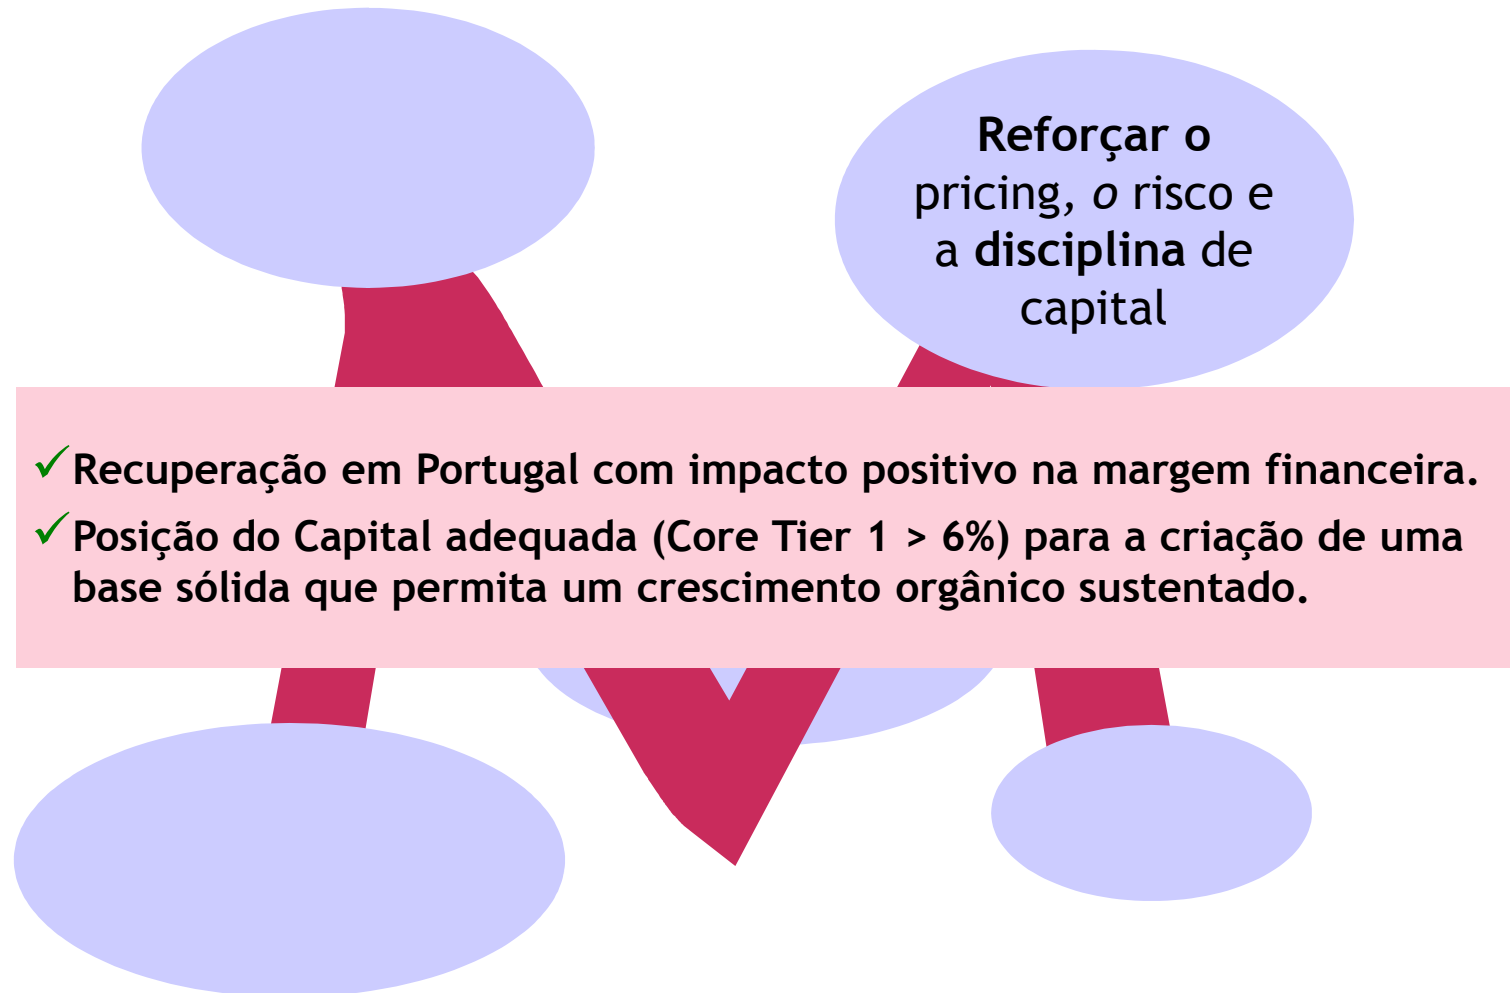 Reforçar o
pricing, o risco e
a disciplina de
capital
✓Recuperação em Portugal com impacto positivo na margem financeira.
✓Posição do Capital adequada (Core Tier 1 > 6%) para a criação de uma
base sólida que permita um crescimento orgânico sustentado.